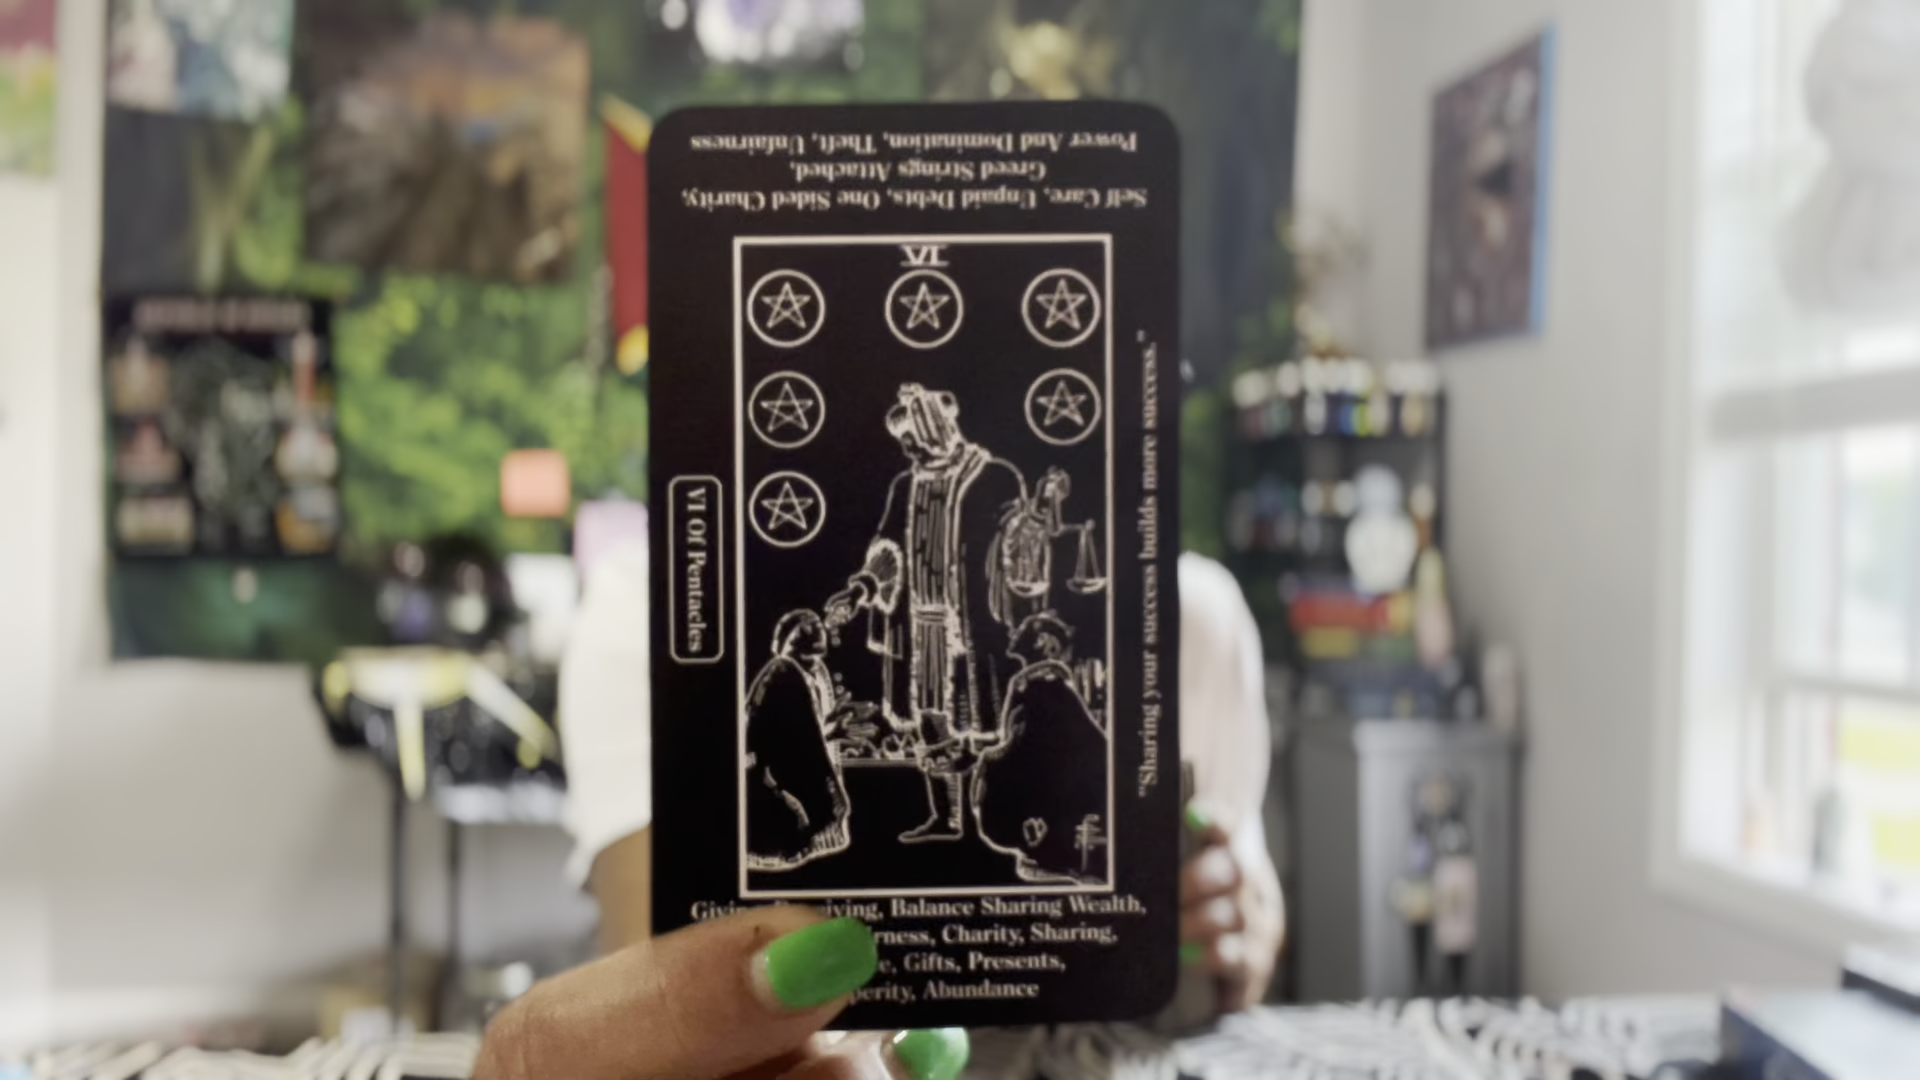 Power And Domination, Theft, Unfairness
Greed Strings Attached,
Self Care, Unpaid Debts, One Sided Charity,
VI
VI Of Pentacles
"Sharing your success builds more success."
Balance Sharing Wealth,
Charity, Sharing,
Gifts, Presents,
Abundance